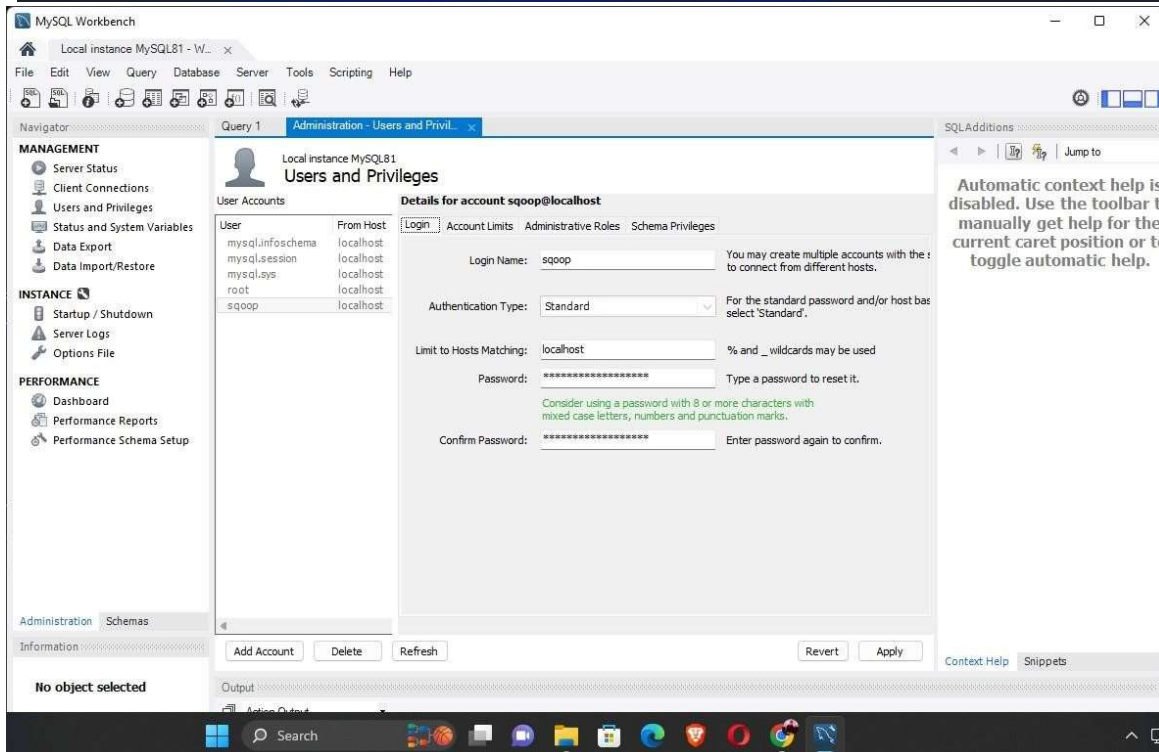 MySQL Workbench
Local instance MySQL81 - W...
File Edit View Query Database Server Tools Scripting Help
Navigator
MANAGEMENT
Server Status
Client Connections
Users and Privileges
Status and System Variables
Data Export
Data Import/Restore
INSTANCE
Startup / Shutdown
Server Logs
Options File
PERFORMANCE
Dashboard
Performance Reports
Performance Schema Setup
Administration Schemas
Information
No object selected
Query 1 Administration - Users and Privil...
Local instance MySQL81
Users and Privileges
User Accounts
User From Host
mysql.infoschema localhost
mysql.session localhost
mysql.sys localhost
root localhost
sqoop localhost
Add Account Delete Refresh
Details for account sqoop@localhost
Login Account Limits Administrative Roles Schema Privileges
Login Name: sqoop
You may create multiple accounts with the s
to connect from different hosts.
Authentication Type: Standard
For the standard password and/or host bas
select 'Standard'.
Limit to Hosts Matching: localhost % and _ wildcards may be used
Password: ****************** Type a password to reset it.
Consider using a password with 8 or more characters with
mixed case letters, numbers and punctuation marks.
Confirm Password: ****************** Enter password again to confirm.
Revert Apply
Output
Action Output
SQLAdditions
Jump to
Automatic context help is
disabled. Use the toolbar t
manually get help for the
current caret position or t
toggle automatic help.
Context Help Snippets
Search